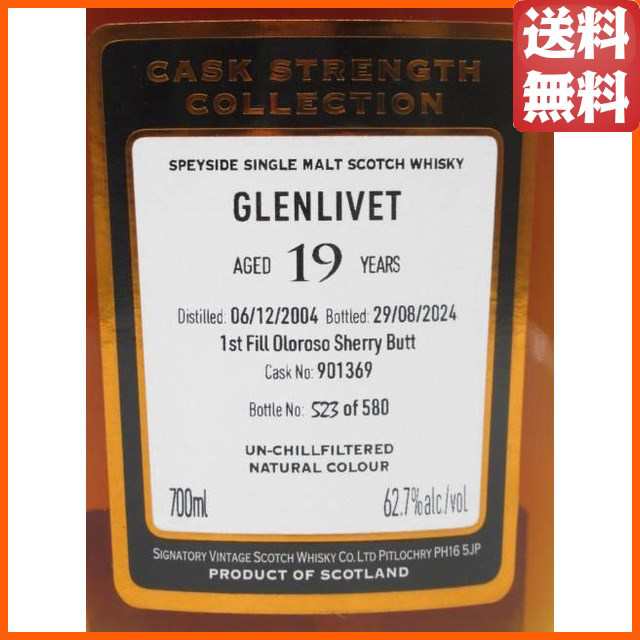 送料
無料
CASK STRENGTH
COLLECTION
SPEYSIDE SINGLE MALT SCOTCH WHISKY
GLENLIVET
AGED 19 YEARS
Distilled: 06/12/2004 Bottled: 29/08/2024
1st Fill Oloroso Sherry Butt
Cask No: 901369
Bottle No: 523 of 580
UN-CHILLFILTERED
NATURAL COLOUR
700ml 62.7%alc/vol
SIGNATORY VINTAGE SCOTCH WHISKY CO. LTD PITLOCHRY PH16 5JP
PRODUCT OF SCOTLAND